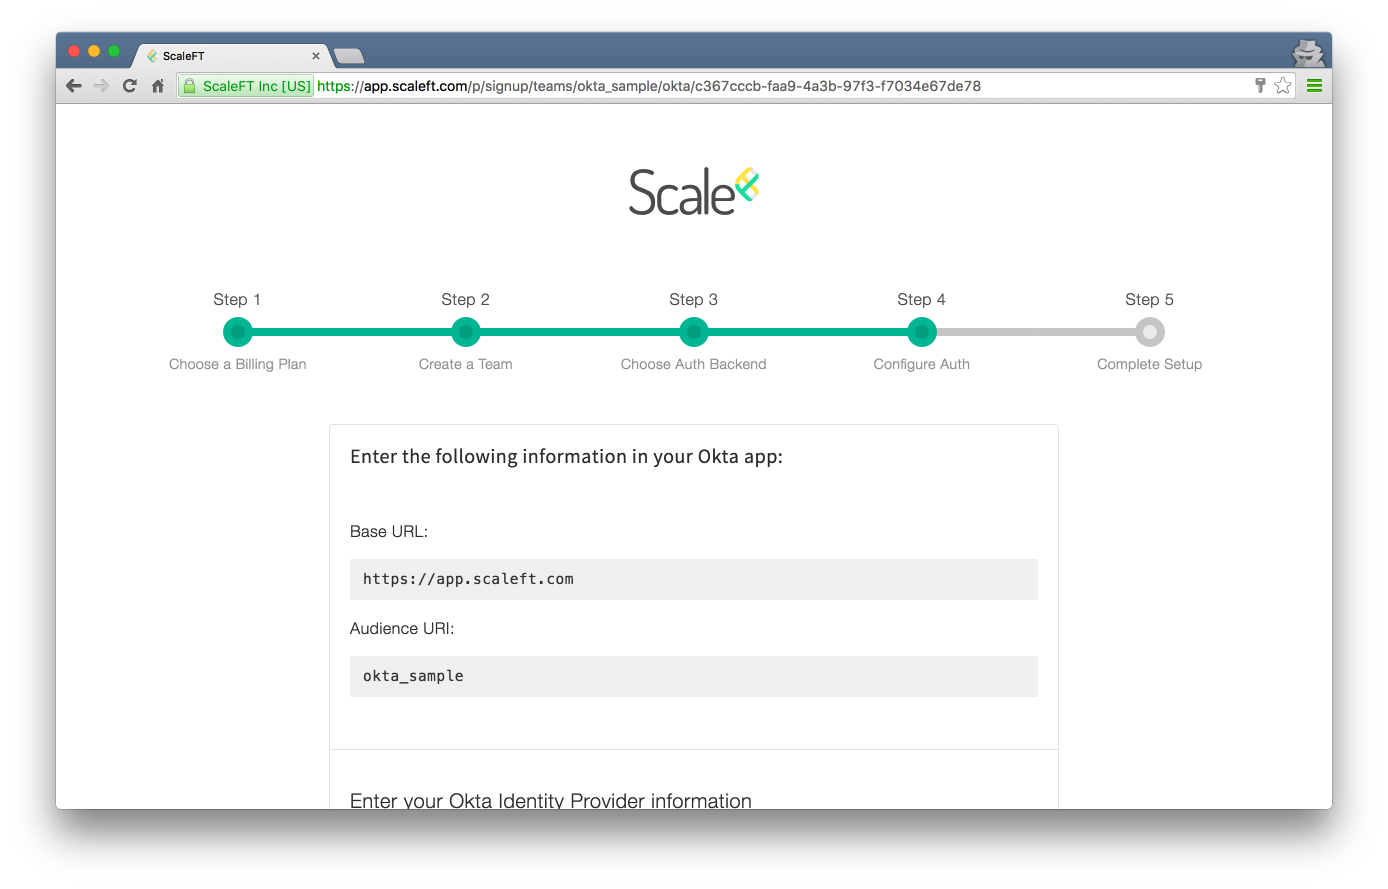 ScaleFT
ScaleFT Inc [US] https://app.scaleft.com/p/signup/teams/okta_sample/okta/c367cccb-faa9-4a3b-97f3-f7034e67de78
Scale
Step 1 Step 2 Step 3 Step 4 Step 5
Choose a Billing Plan Create a Team Choose Auth Backend Configure Auth Complete Setup
Enter the following information in your Okta app:
Base URL:
https://app.scaleft.com
Audience URI:
okta_sample
Enter your Okta Identity Provider information